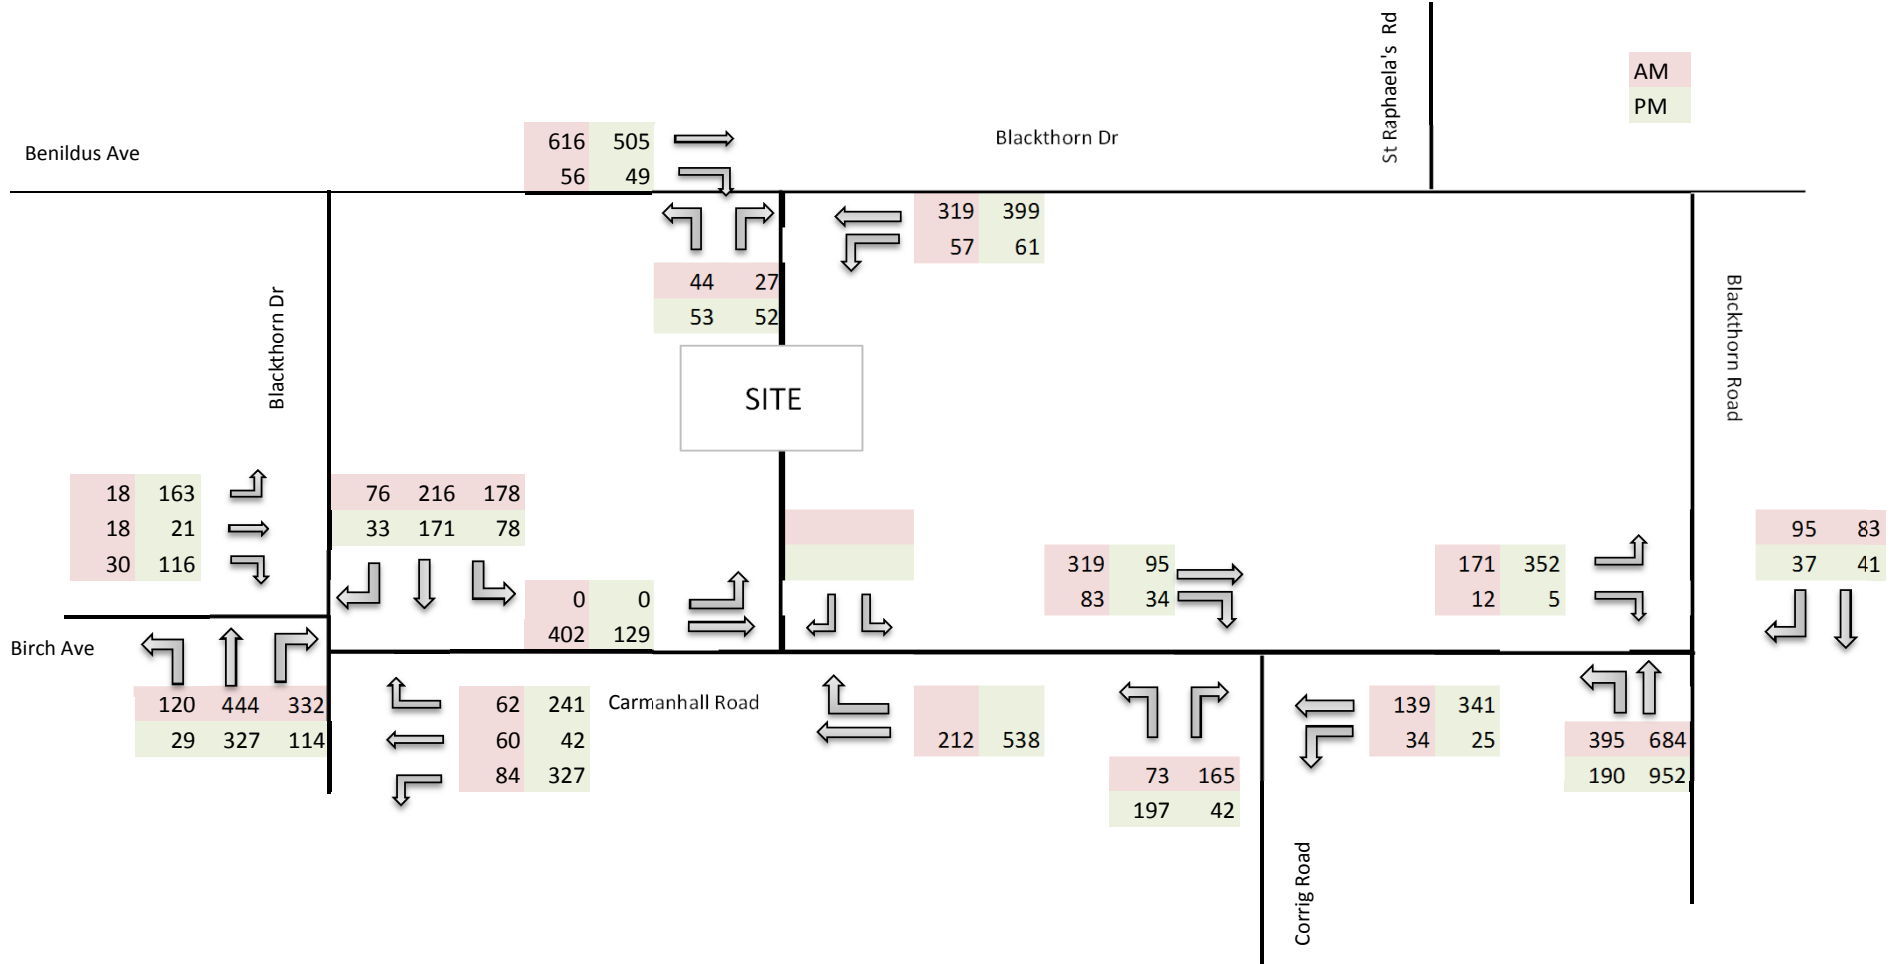 St Raphaela's Rd
AM
PM
Benildus Ave
616 505
56 49
Blackthorn Dr
319 399
57 61
44 27
53 52
Blackthorn Dr
SITE
Blackthorn Road
18 163
18 21
30 116
76 216 178
33 171 78
0 0
402 129
319 95
83 34
171 352
12 5
95 83
37 41
Birch Ave
120 444 332
29 327 114
62 241
60 42
84 327
Carmanhall Road
212 538
73 165
197 42
139 341
34 25
395 684
190 952
Corrig Road